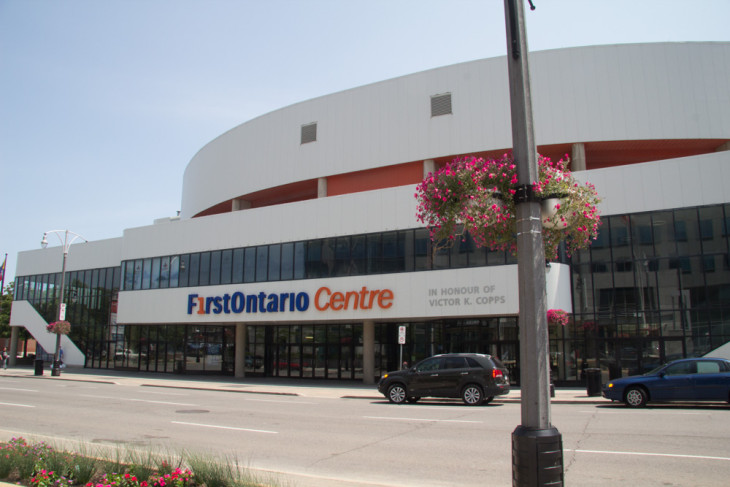 FirstOntario Centre
IN HONOUR OF
VICTOR K. COPPS